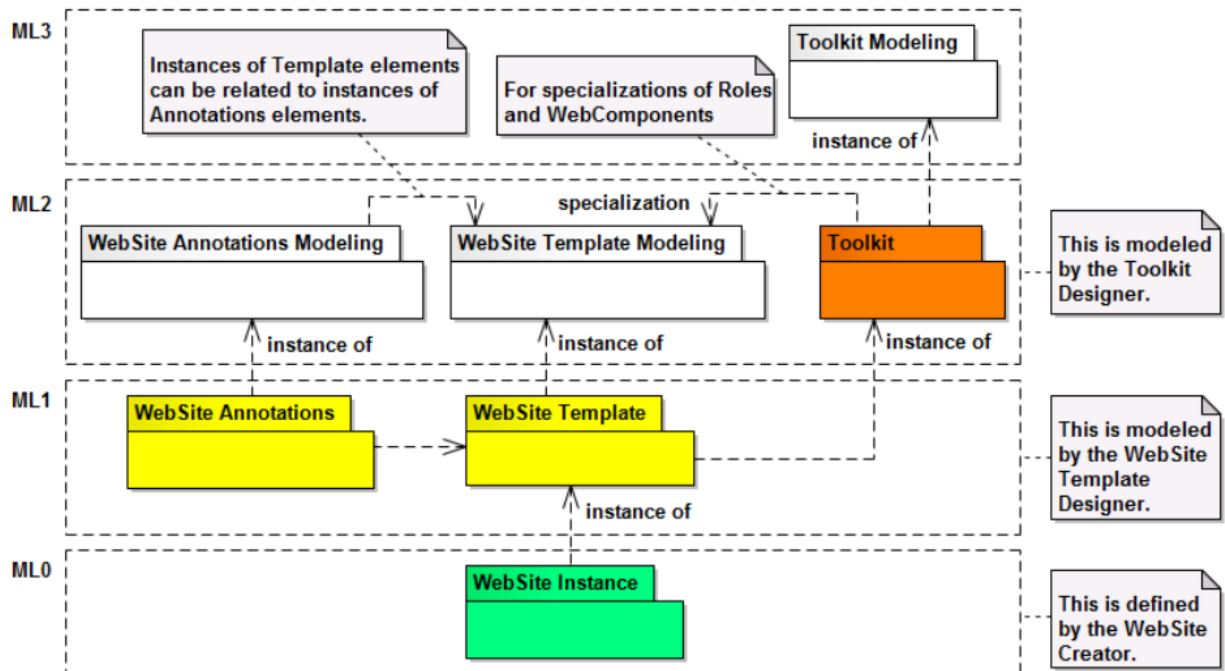 ML3
Instances of Template elements
can be related to instances of
Annotations elements.
For specializations of Roles
and WebComponents
Toolkit Modeling
instance of
ML2
specialization
WebSite Annotations Modeling
WebSite Template Modeling
Toolkit
This is modeled
by the Toolkit
Designer.
instance of
instance of
instance of
ML1
WebSite Annotations
WebSite Template
This is modeled
by the WebSite
Template
Designer.
instance of
ML0
WebSite Instance
This is defined
by the WebSite
Creator.